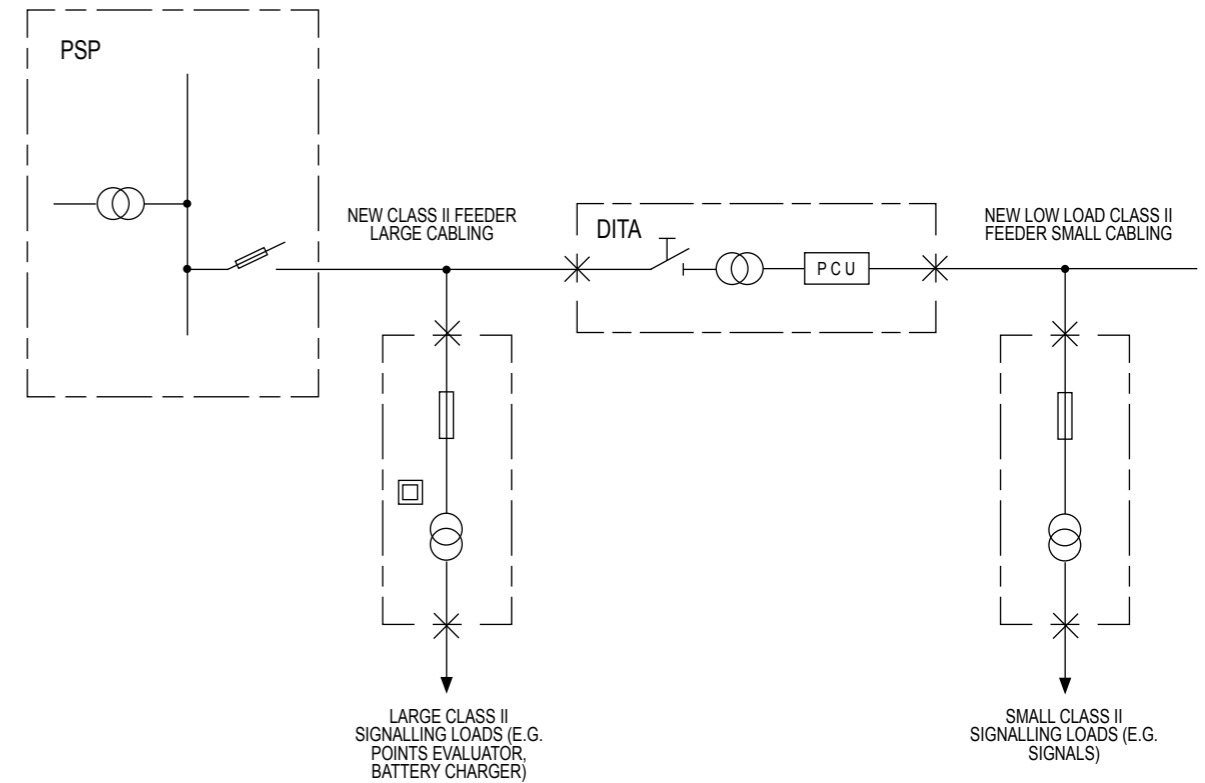 PSP
NEW CLASS II FEEDER
LARGE CABLING
DITA
PCU
NEW LOW LOAD CLASS II
FEEDER SMALL CABLING
LARGE CLASS II
SIGNALLING LOADS (E.G.
POINTS EVALUATOR,
BATTERY CHARGER)
SMALL CLASS II
SIGNALLING LOADS (E.G.
SIGNALS)